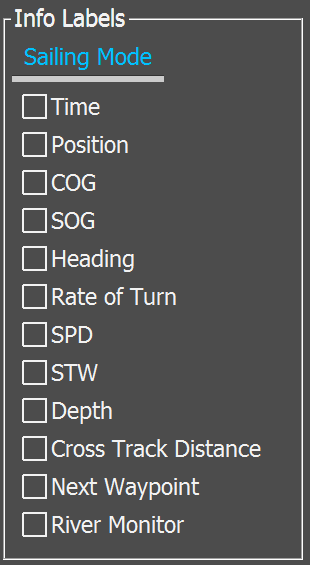 Info Labels
Sailing Mode
Time
Position
COG
SOG
Heading
Rate of Turn
SPD
STW
Depth
Cross Track Distance
Next Waypoint
River Monitor